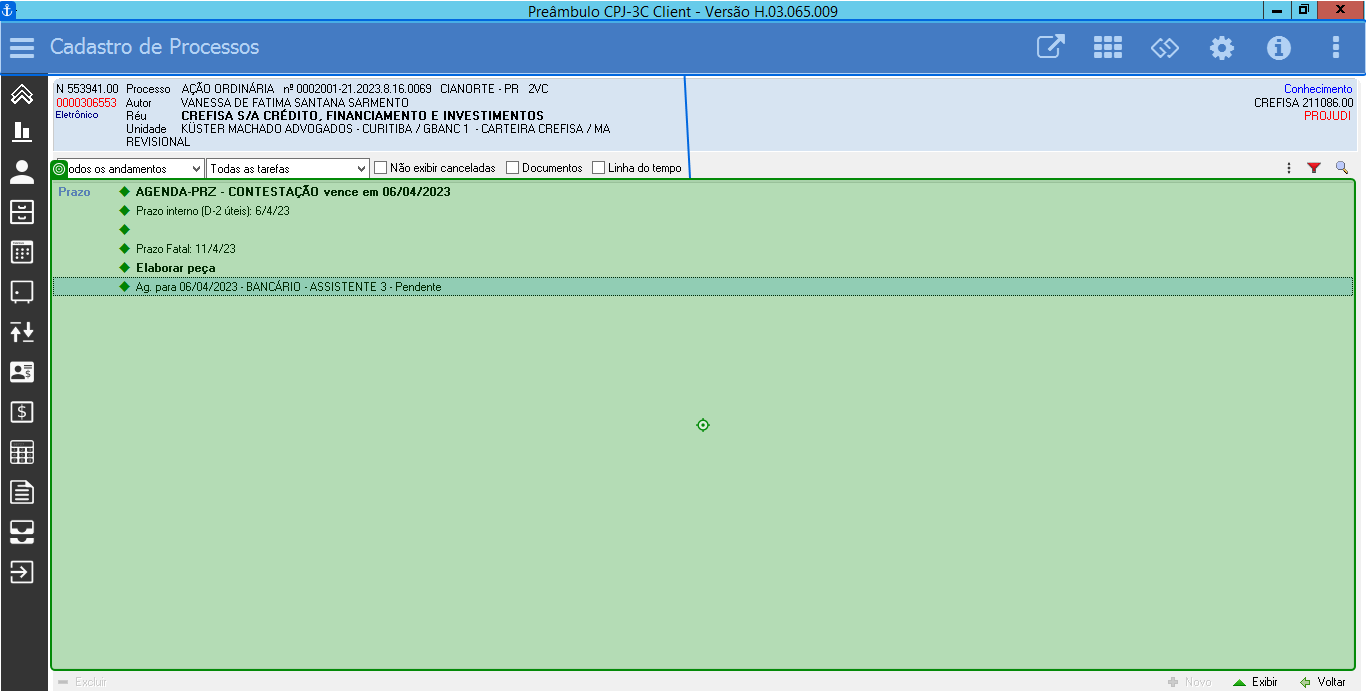 Preâmbulo CPJ-3C Client - Versão H.03.065.009
Cadastro de Processos
N 553941.00 Processo AÇÃO ORDINÁRIA nº 0002001-21.2023.8.16.0069 CIANORTE - PR 2VC Conhecimento
0000306553 Autor VANESSA DE FATIMA SANTANA SARMENTO CREFISA 211086.00
Eletrônico Réu CREFISA S/A CRÉDITO, FINANCIAMENTO E INVESTIMENTOS PROJUDI
Unidade KÜSTER MACHADO ADVOGADOS - CURITIBA / GBANC 1 - CARTEIRA CREFISA / MA
REVISIONAL
odos os andamentos Todas as tarefas Não exibir canceladas Documentos Linha do tempo
Prazo AGENDA-PRZ - CONTESTAÇÃO vence em 06/04/2023
Prazo interno (D-2 úteis): 6/4/23
Prazo Fatal: 11/4/23
Elaborar peça
Ag. para 06/04/2023 - BANCÁRIO - ASSISTENTE 3 - Pendente
Excluir Novo Exibir Voltar